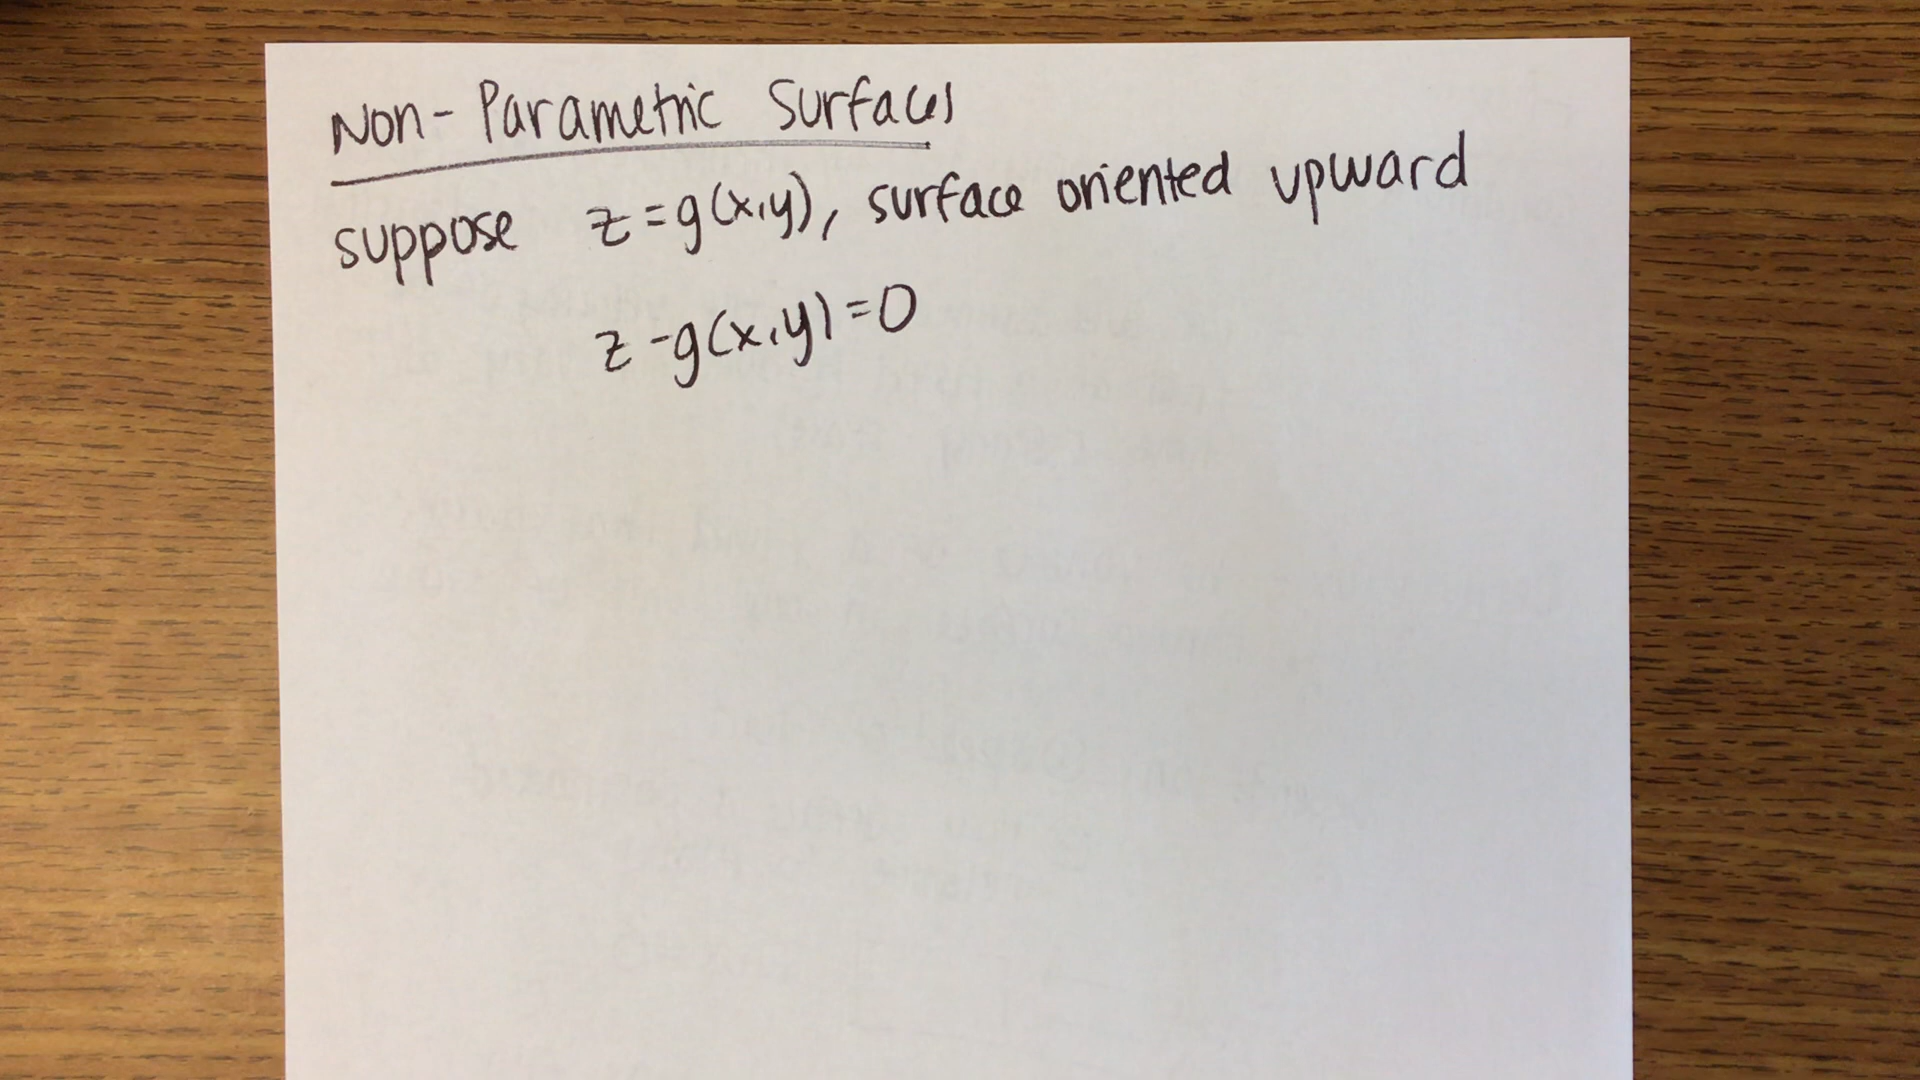 Non-Parametric Surfaces
suppose z=g(x,y), surface oriented upward
z-g(x,y)=0